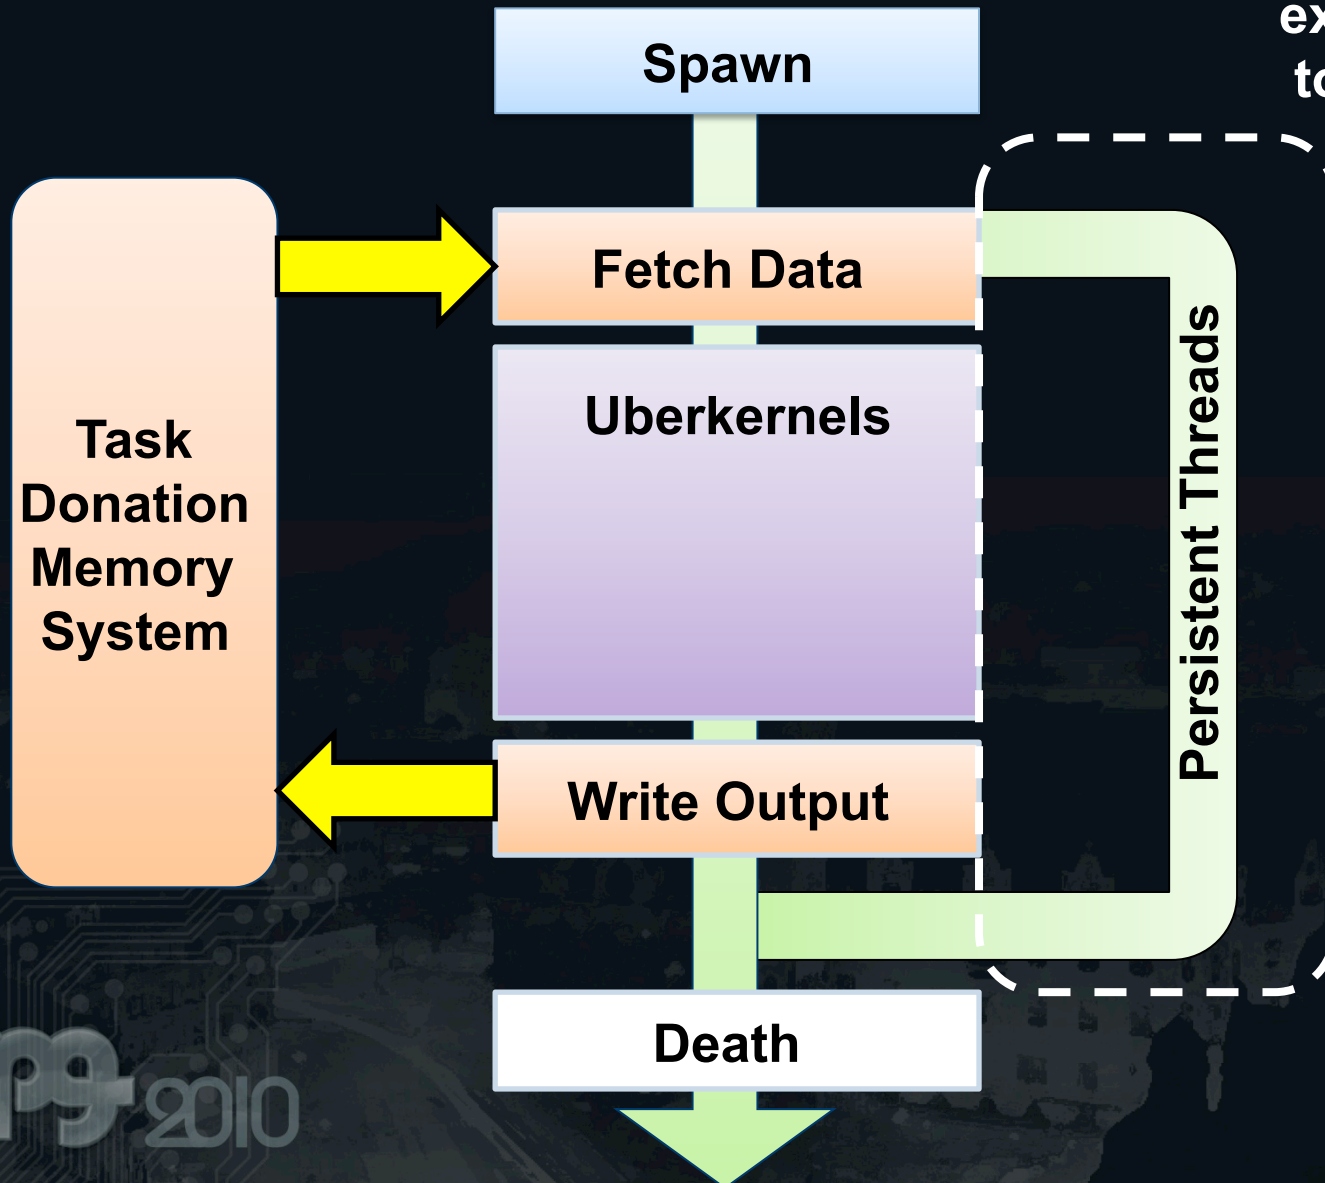 Spawn
Fetch Data
Uberkernels
Task
Donation
Memory
System
Persistent Threads
Write Output
Death
2010